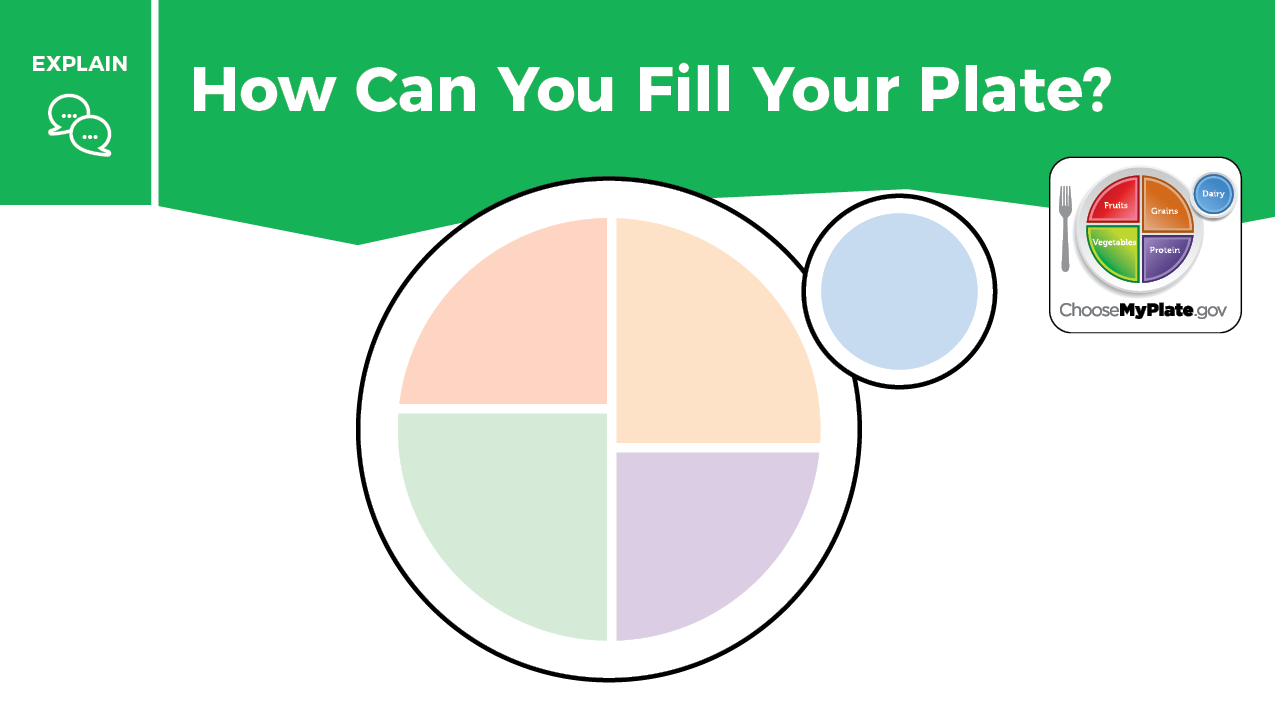 EXPLAIN
How Can You Fill Your Plate?
Dairy
Fruits
Grains
Vegetables
Protein
ChooseMyPlate.gov